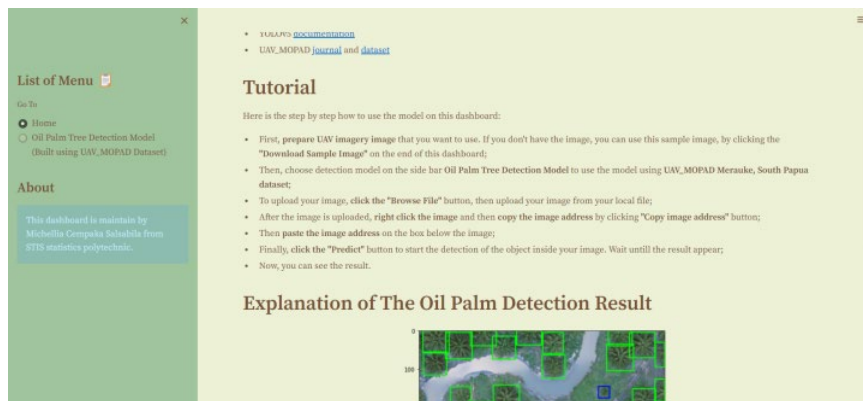 ×
List of Menu
Go To
Home
Oil Palm Tree Detection Model
(Built using UAV_MOPAD Dataset)
About
This dashboard is maintain by
Michellia Cempaka Salsabila from
STIS statistics polytechnic.
documentation
UAV_MOPAD journal and dataset
Tutorial
Here is the step by step how to use the model on this dashboard:
First, prepare UAV imagery image that you want to use. If you don't have the image, you can use this sample image, by clicking the
"Download Sample Image" on the end of this dashboard;
Then, choose detection model on the side bar Oil Palm Tree Detection Model to use the model using UAV_MOPAD Merauke, South Papua
dataset;
To upload your image, click the "Browse File" button, then upload your image from your local file;
After the image is uploaded, right click the image and then copy the image address by clicking "Copy image address" button;
Then paste the image address on the box below the image;
Finally, click the "Predict" button to start the detection of the object inside your image. Wait untill the result appear;
Now, you can see the result.
Explanation of The Oil Palm Detection Result
0
100